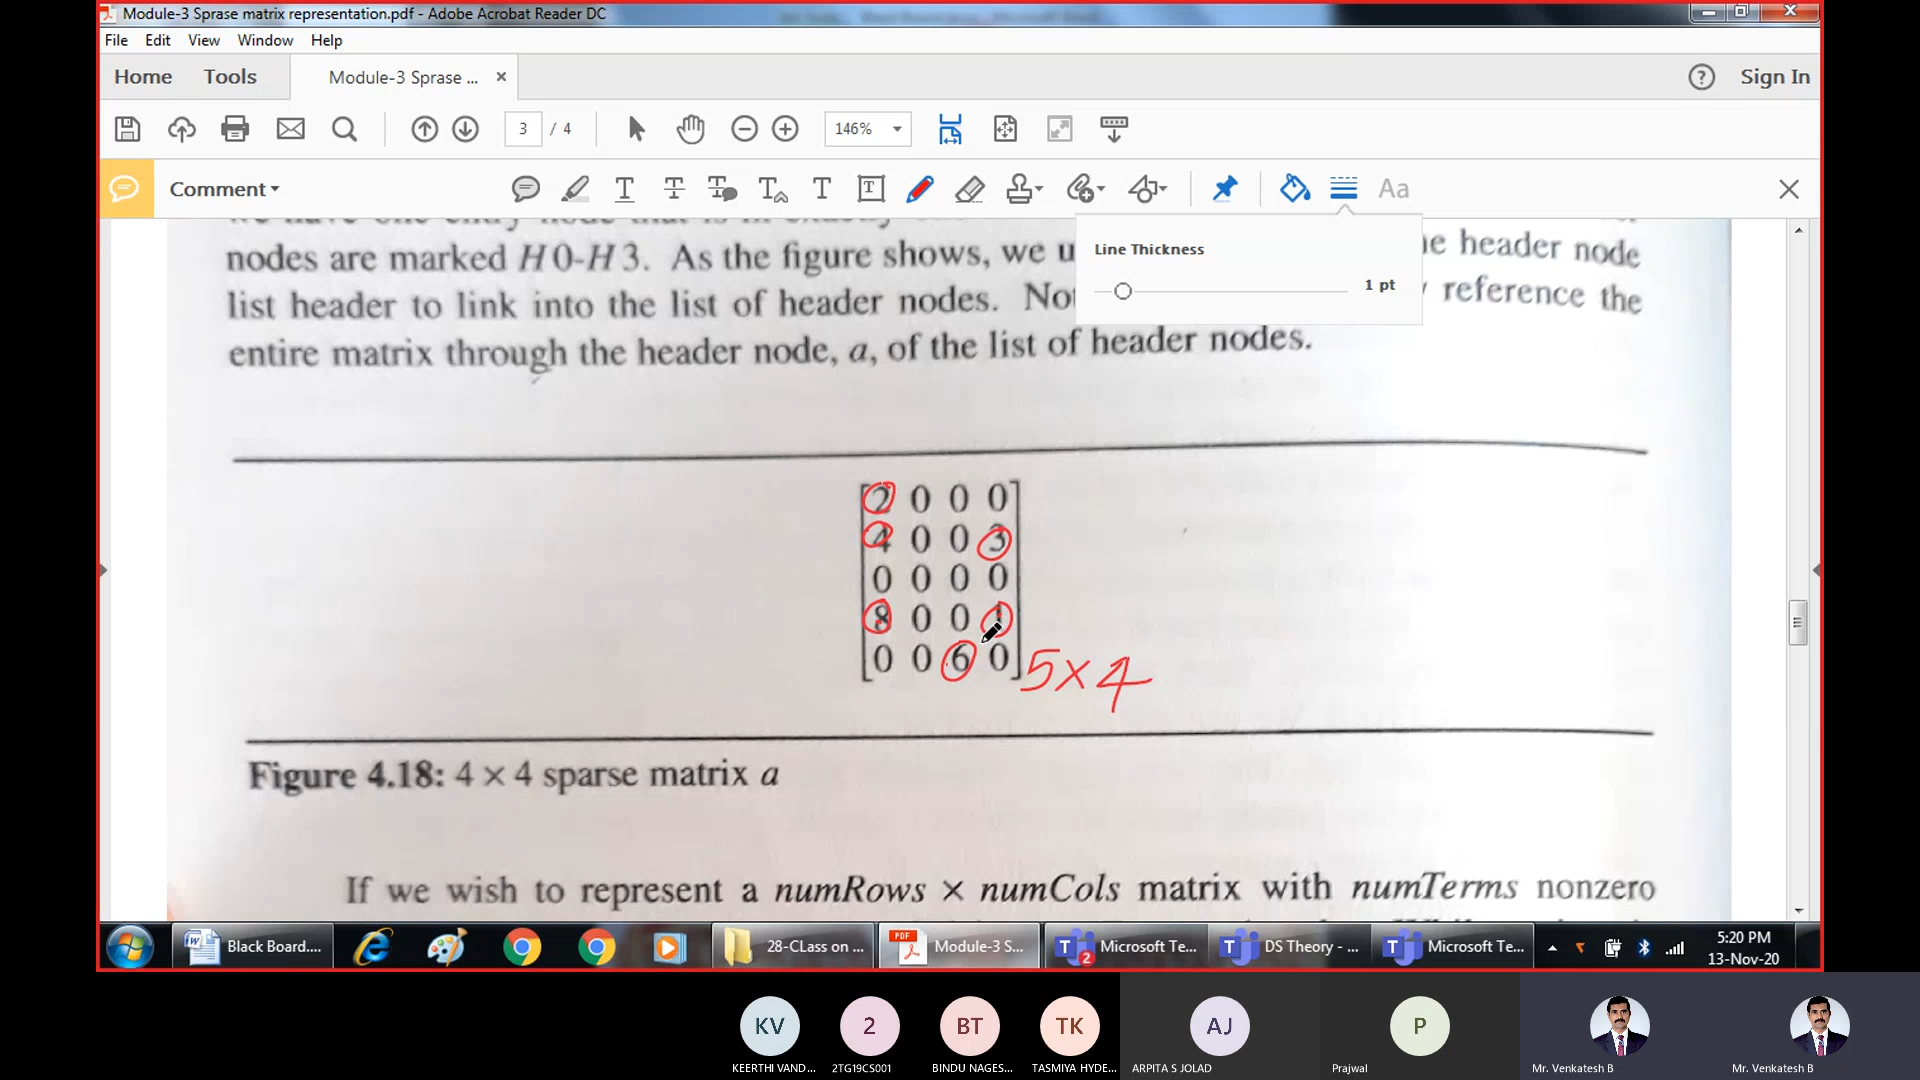 Module-3 Sprase matrix representation.pdf - Adobe Acrobat Reader DC
File Edit View Window Help
Home Tools Module-3 Sprase ... × ? Sign In
3 / 4 146%
Comment T T T T T T Aa
nodes are marked H0-H3. As the figure shows, we u
Line Thickness
1 pt
header node
list header to link into the list of header nodes.
reference the
entire matrix through the header node, a, of the list of header nodes.
2 0 0 0
4 0 0 3
0 0 0 0
8 0 0 1
0 0 6 0
5×4
Figure 4.18: 4 × 4 sparse matrix a
If we wish to represent a numRows × numCols matrix with numTerms nonzero
Black Board.... 28-CLass on ... PDF Module-3 S... T 2 Microsoft Te... T DS Theory - ... T Microsoft Te... 5:20 PM
13-Nov-20
KV 2 BT TK AJ P
KEERTHI VAND... 2TG19CS001 BINDU NAGES... TASMIYA HYDE... ARPITA S JOLAD Prajwal Mr. Venkatesh B Mr. Venkatesh B